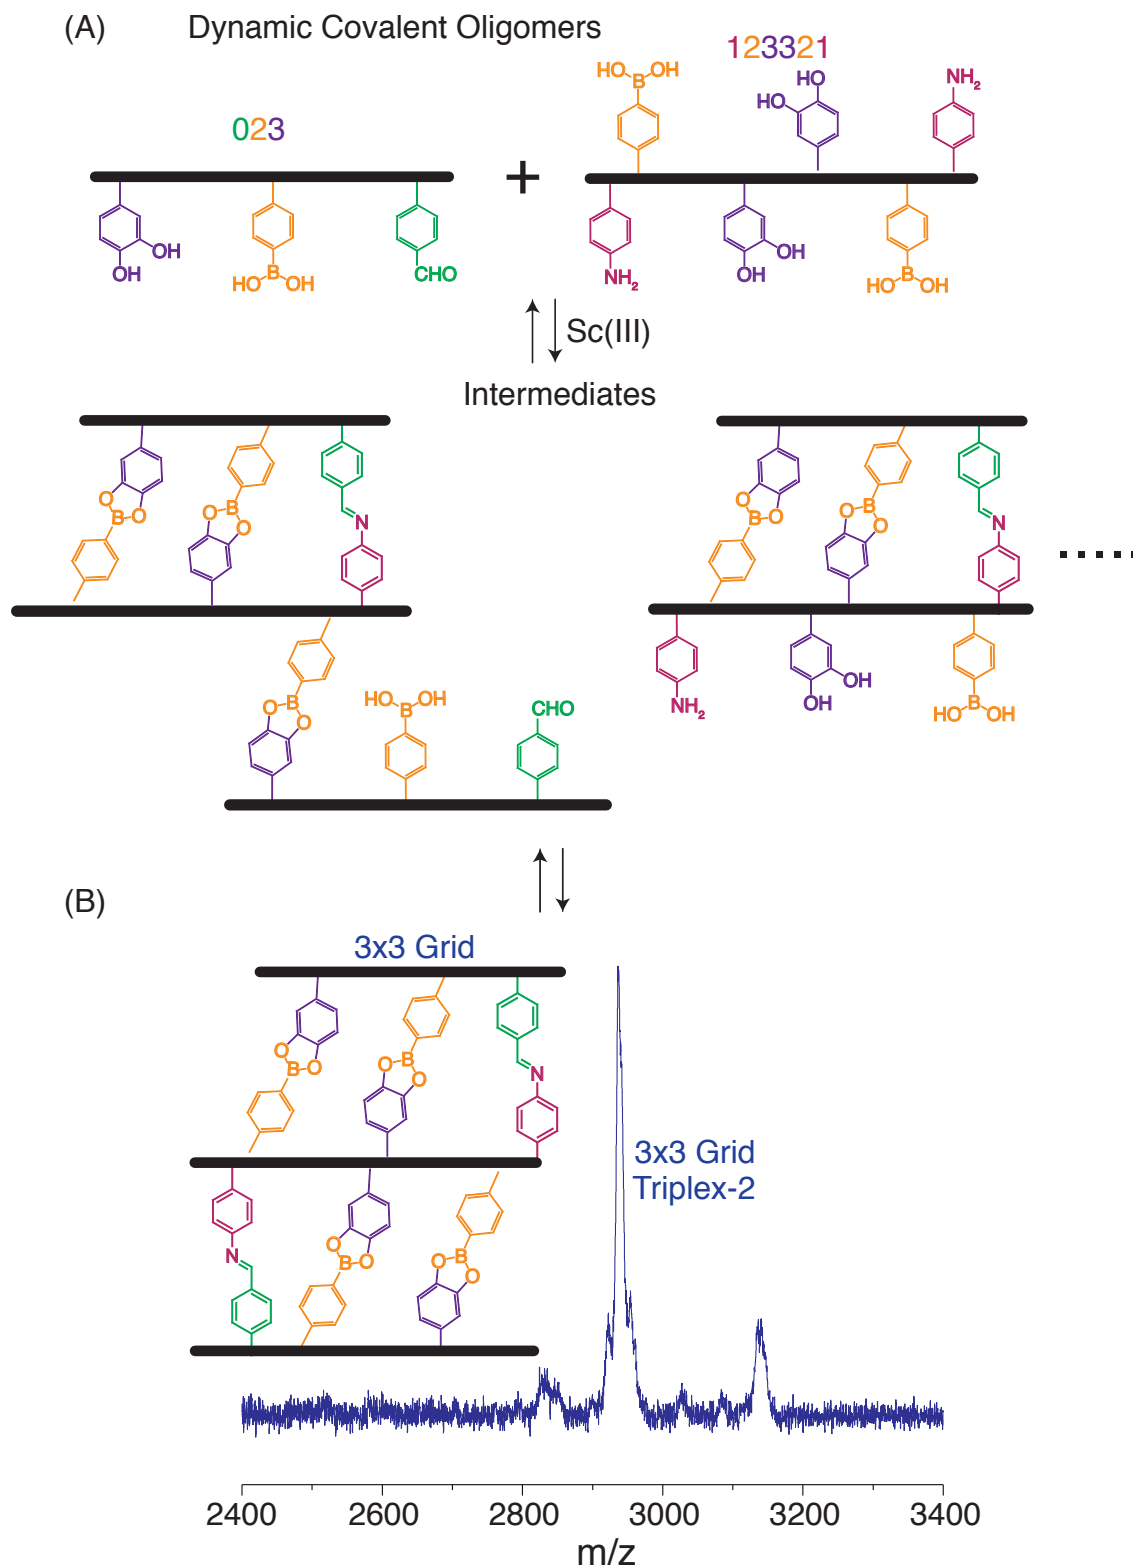 (A) Dynamic Covalent Oligomers
123321
HO OH
B
HO
HO
NH2
023
+
OH
OH
B
HO OH
CHO
NH2
OH
OH
B
HO OH
Sc(III)
Intermediates
O B O
B
O O
N
O B O
B
O O
N
B
O O
HO OH
B
CHO
NH2
OH
OH
B
HO OH
(B)
3x3 Grid
O B O
O B O
N
3x3 Grid
Triplex-2
N
O B O
O B O
2400 2600 2800 3000 3200 3400
m/z